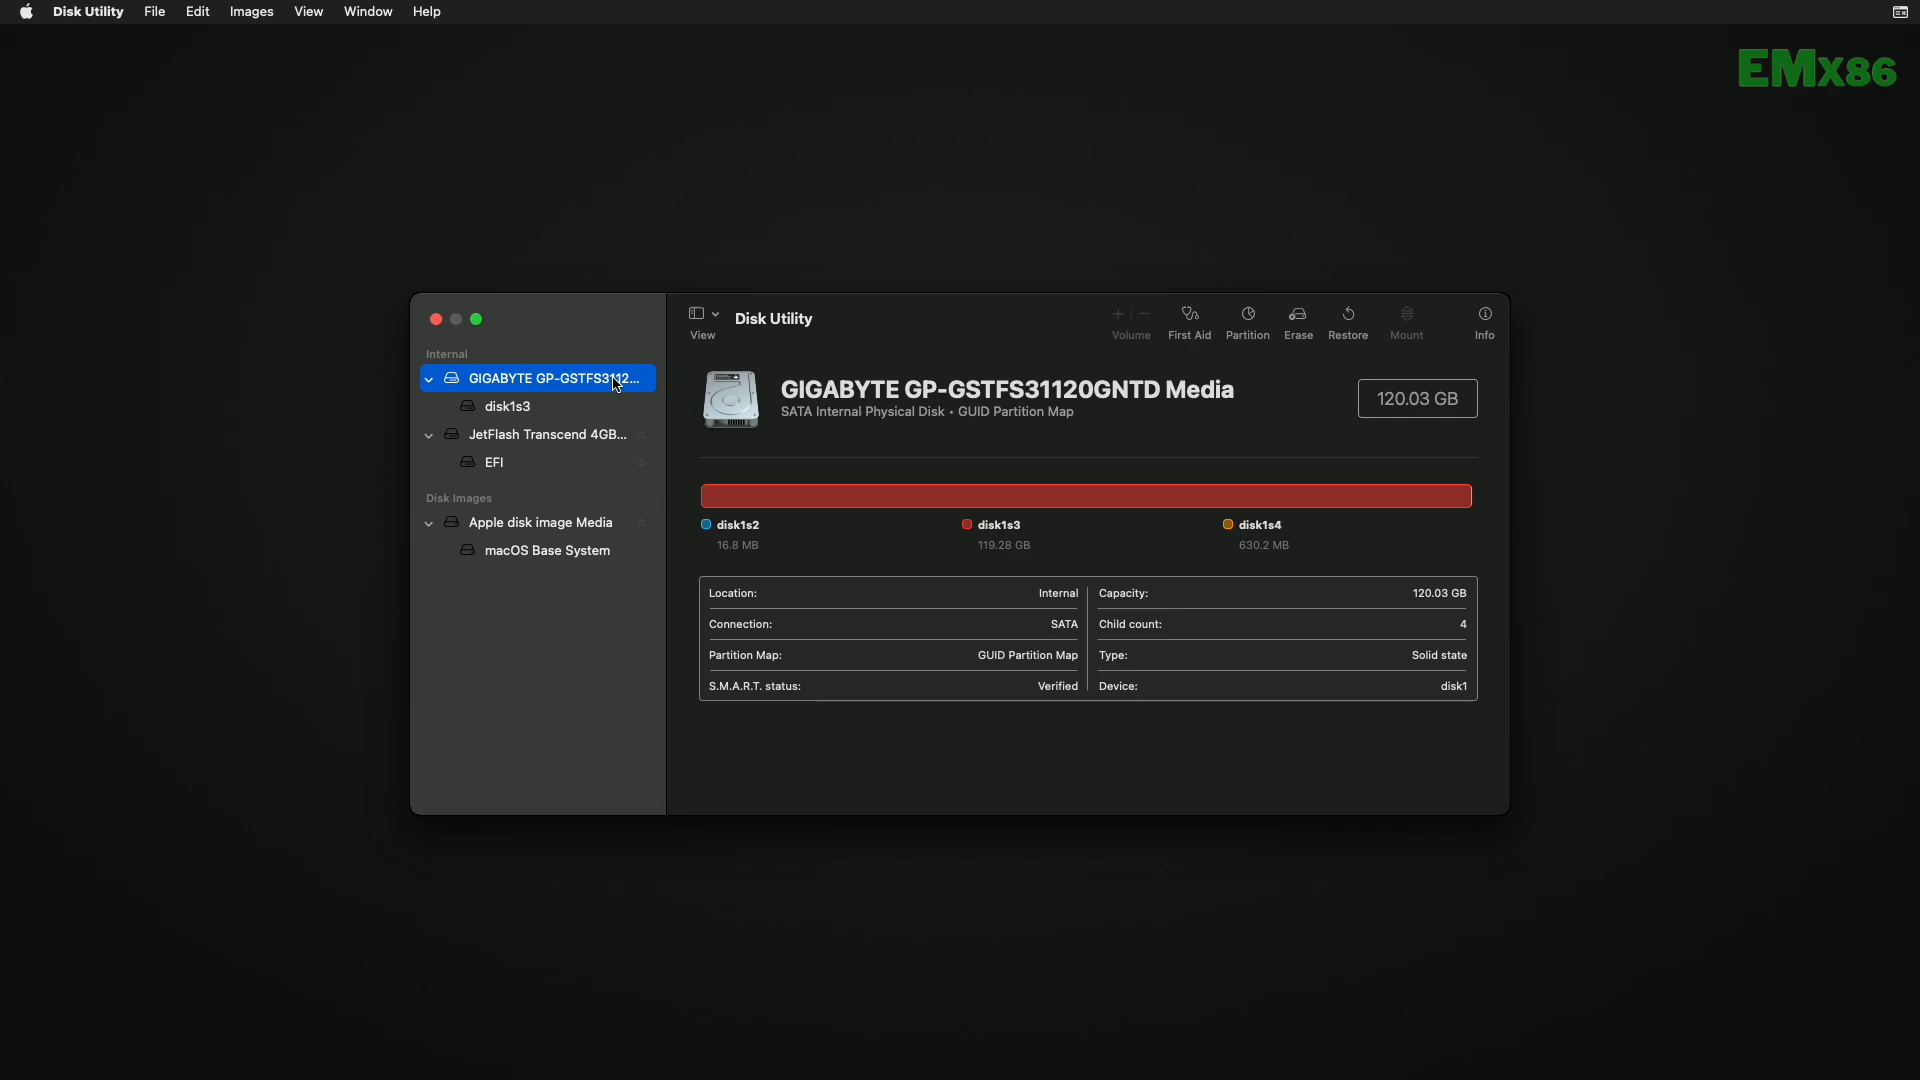 Disk Utility File Edit Images View Window Help
EMx86
Disk Utility
View
Volume First Aid Partition Erase Restore Mount Info
Internal
GIGABYTE GP-GSTFS3112...
disk1s3
JetFlash Transcend 4GB...
EFI
Disk Images
Apple disk image Media
macOS Base System
GIGABYTE GP-GSTFS31120GNTD Media
SATA Internal Physical Disk • GUID Partition Map
120.03 GB
disk1s2 disk1s3 disk1s4
16.8 MB 119.28 GB 630.2 MB
Location: Internal Capacity: 120.03 GB
Connection: SATA Child count: 4
Partition Map: GUID Partition Map Type: Solid state
S.M.A.R.T. status: Verified Device: disk1